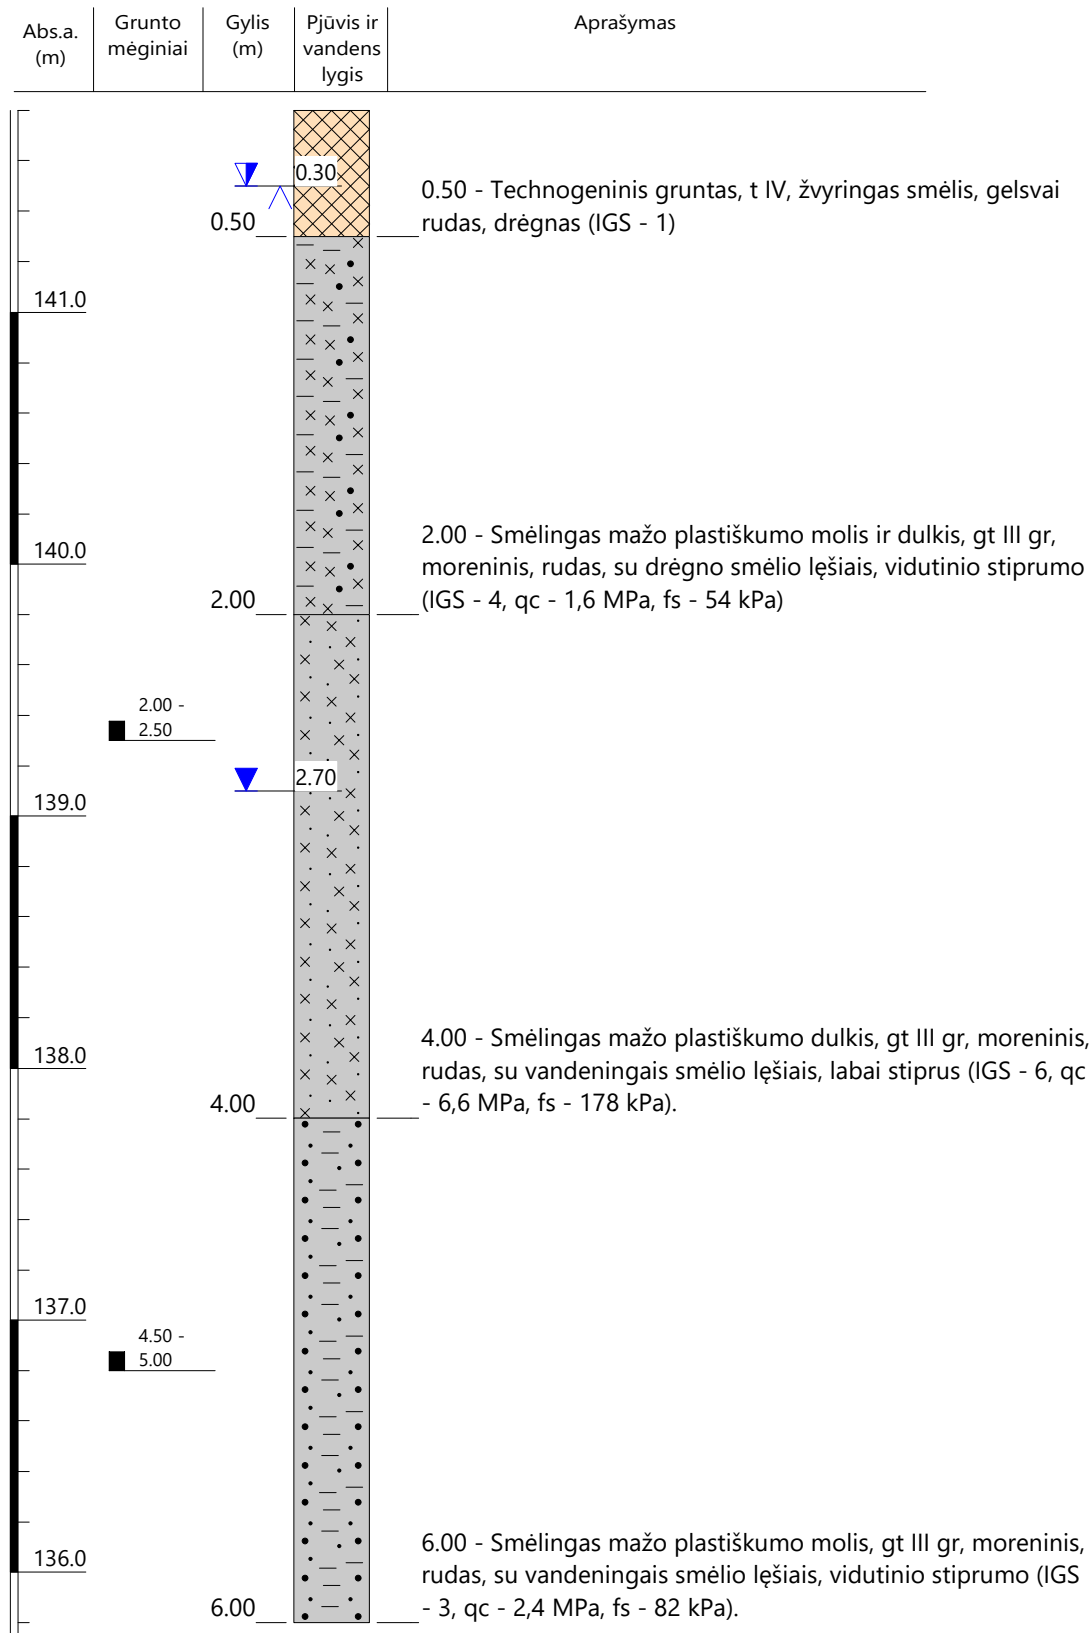 Abs.a.
(m)
Grunto
mėginiai
Gylis
(m)
Pjūvis ir
vandens
lygis
Aprašymas
0.30
0.50
0.50 - Technogeninis gruntas, t IV, žvyringas smėlis, gelsvai
rudas, drėgnas (IGS - 1)
141.0
140.0
2.00
2.00 - Smėlingas mažo plastiškumo molis ir dulkis, gt III gr,
moreninis, rudas, su drėgno smėlio lęšiais, vidutinio stiprumo
(IGS - 4, qc - 1,6 MPa, fs - 54 kPa)
2.00 -
2.50
2.70
139.0
138.0
4.00
4.00 - Smėlingas mažo plastiškumo dulkis, gt III gr, moreninis,
rudas, su vandeningais smėlio lęšiais, labai stiprus (IGS - 6, qc
- 6,6 MPa, fs - 178 kPa).
137.0
4.50 -
5.00
136.0
6.00
6.00 - Smėlingas mažo plastiškumo molis, gt III gr, moreninis,
rudas, su vandeningais smėlio lęšiais, vidutinio stiprumo (IGS
- 3, qc - 2,4 MPa, fs - 82 kPa).